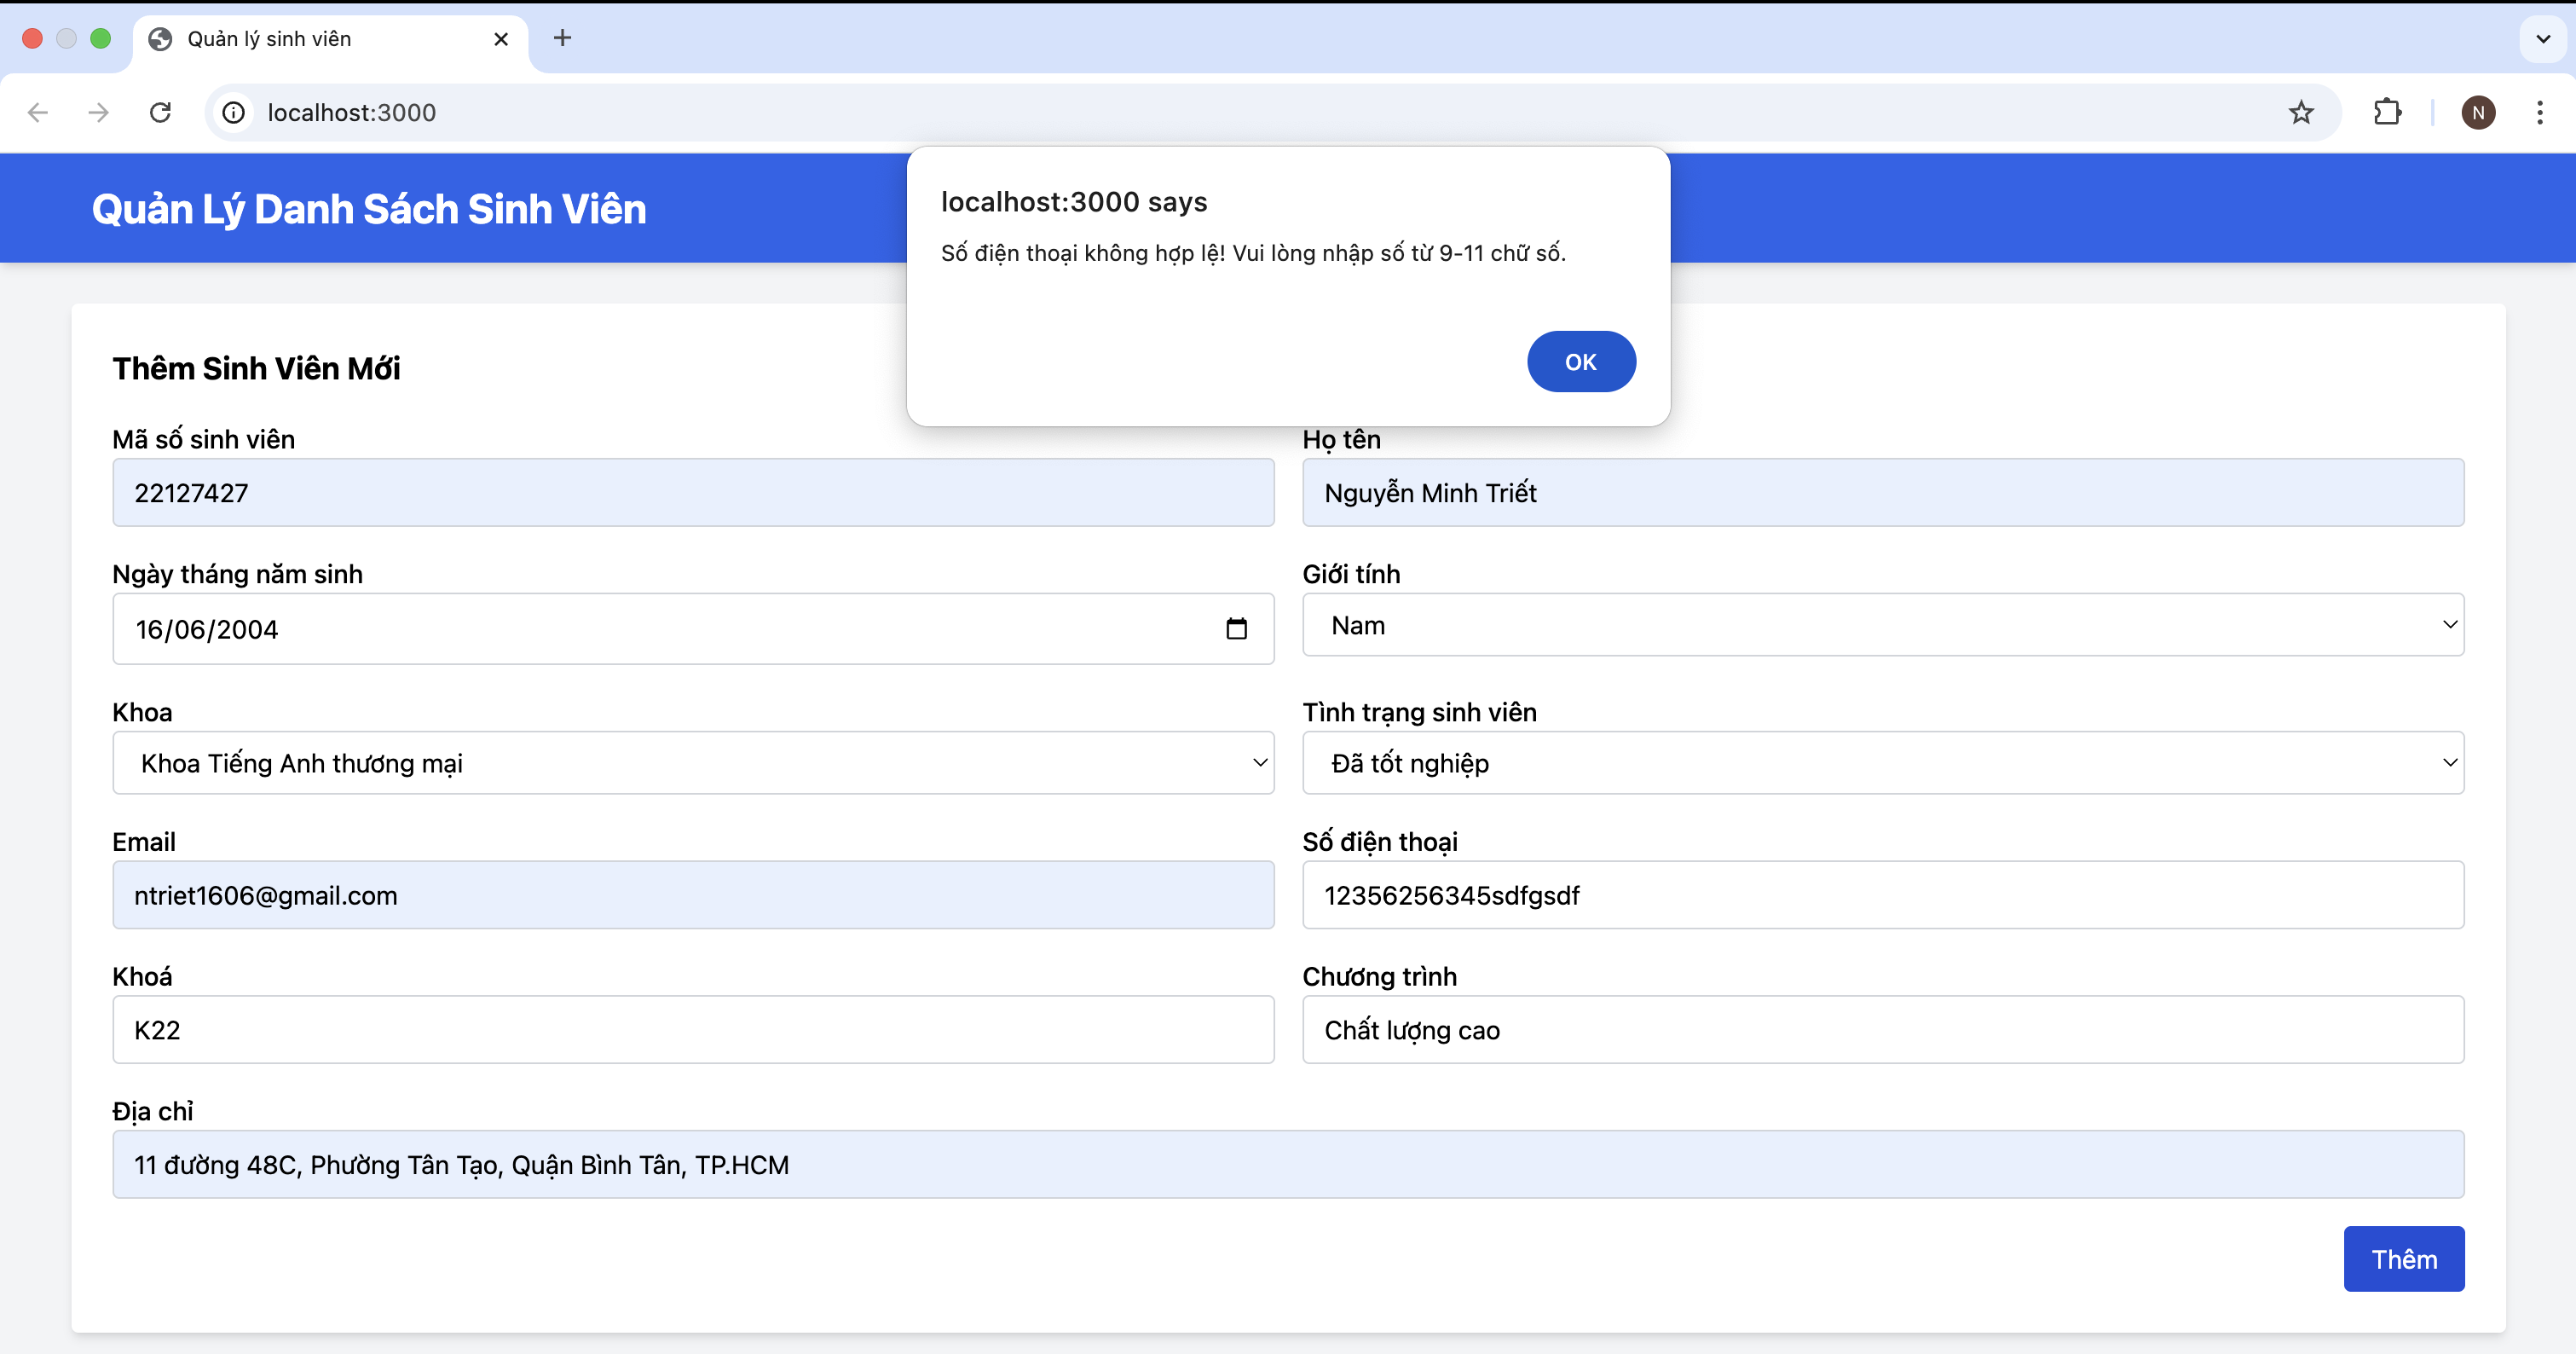 Quản lý sinh viên
localhost:3000
N
Quản Lý Danh Sách Sinh Viên
localhost:3000 says
Số điện thoại không hợp lệ! Vui lòng nhập số từ 9-11 chữ số.
OK
Thêm Sinh Viên Mới
Mã số sinh viên
22127427
Họ tên
Nguyễn Minh Triết
Ngày tháng năm sinh
16/06/2004
Giới tính
Nam
Khoa
Khoa Tiếng Anh thương mại
Tình trạng sinh viên
Đã tốt nghiệp
Email
ntriet1606@gmail.com
Số điện thoại
12356256345sdfgsdf
Khoá
K22
Chương trình
Chất lượng cao
Địa chỉ
11 đường 48C, Phường Tân Tạo, Quận Bình Tân, TP.HCM
Thêm